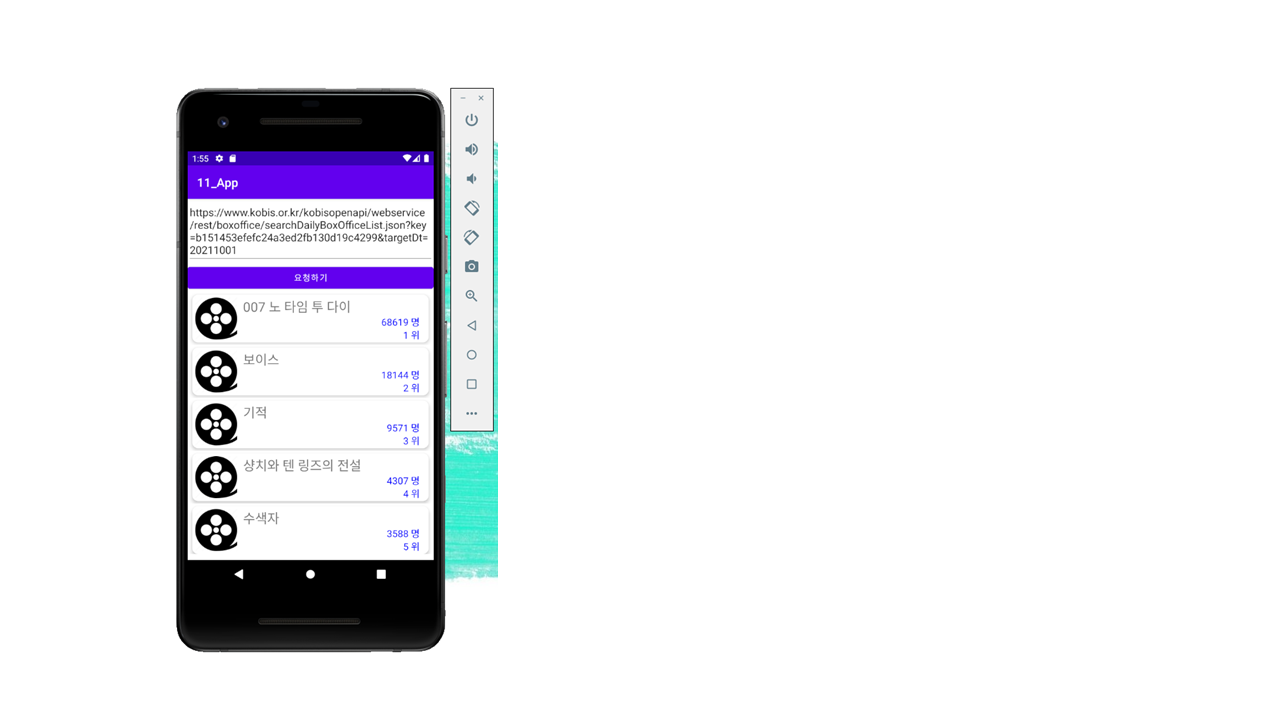 1:55
11_App
https://www.kobis.or.kr/kobisopenapi/webservice
/rest/boxoffice/searchDailyBoxOfficeList.json?key
=b151453efefc24a3ed2fb130d19c4299&targetDt=
20211001
요청하기
007 노 타임 투 다이
68619 명
1 위
보이스
18144 명
2 위
기적
9571 명
3 위
샹치와 텐 링즈의 전설
4307 명
4 위
수색자
3588 명
5 위